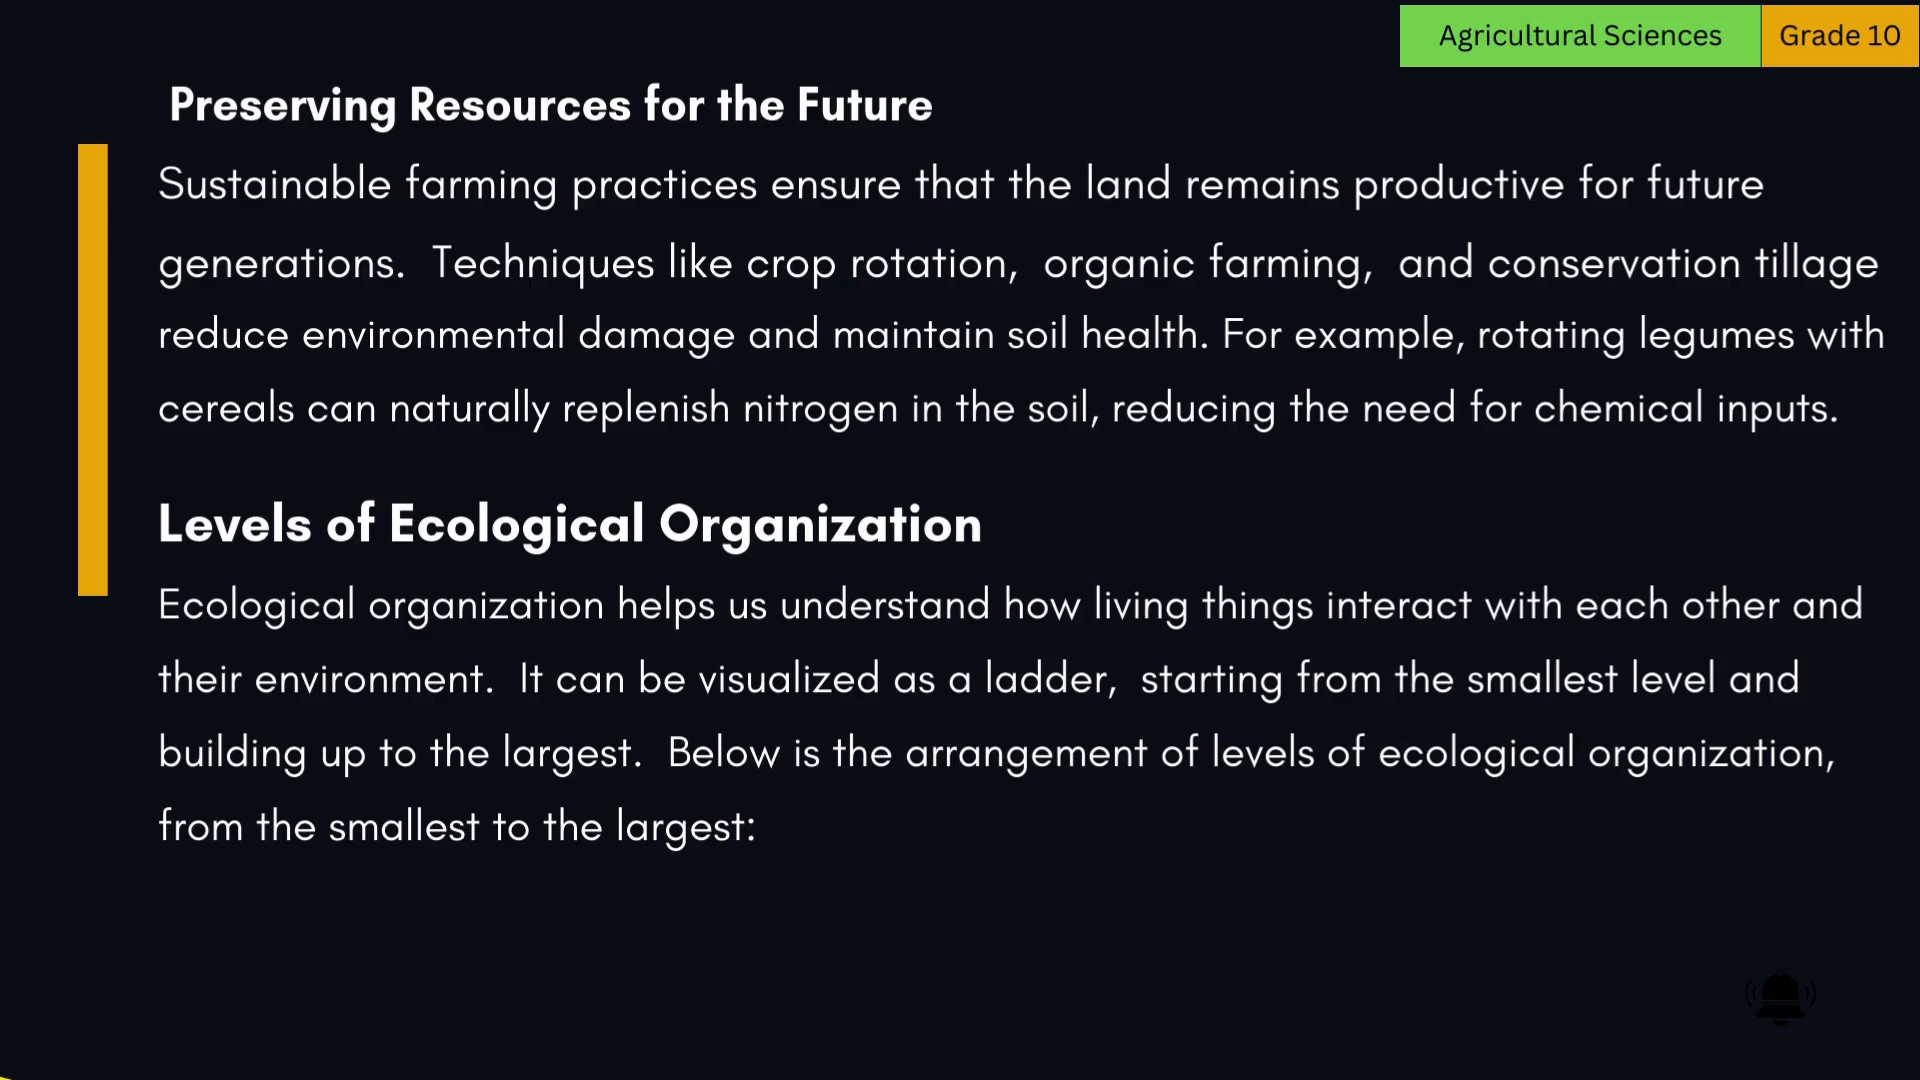 Agricultural Sciences
Grade 10
Preserving Resources for the Future
Sustainable farming practices ensure that the land remains productive for future
generations.  Techniques like crop rotation,  organic farming,  and conservation tillage
reduce environmental damage and maintain soil health. For example, rotating legumes with
cereals can naturally replenish nitrogen in the soil, reducing the need for chemical inputs.
Levels of Ecological Organization
Ecological organization helps us understand how living things interact with each other and
their environment.  It can be visualized as a ladder,  starting from the smallest level and
building up to the largest.  Below is the arrangement of levels of ecological organization,
from the smallest to the largest: